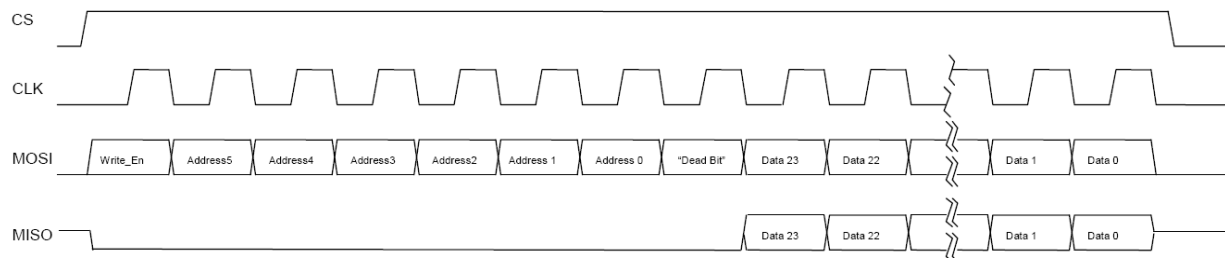 CS
CLK
MOSI Write_En Address5 Address4 Address3 Address2 Address 1 Address 0 "Dead Bit" Data 23 Data 22 Data 1 Data 0
MISO Data 23 Data 22 Data 1 Data 0